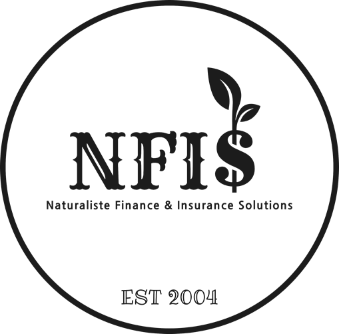 NFI$
Naturaliste Finance & Insurance Solutions
EST 2004